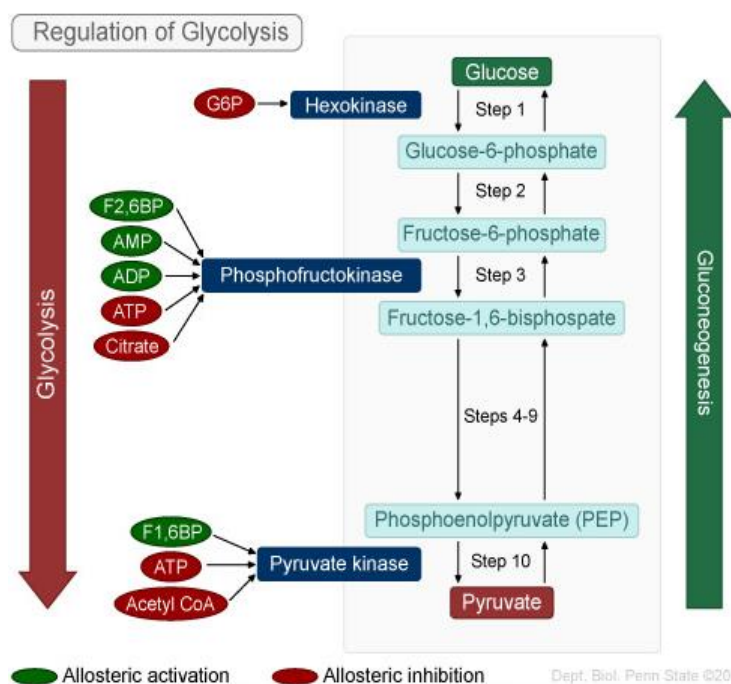 Regulation of Glycolysis
Glucose
G6P
Hexokinase
Step 1
Glucose-6-phosphate
Step 2
F2,6BP
AMP
Fructose-6-phosphate
ADP
Phosphofructokinase
Step 3
ATP
Fructose-1,6-bisphospate
Citrate
Glycolysis
Gluconeogenesis
Steps 4-9
Phosphoenolpyruvate (PEP)
F1,6BP
ATP
Pyruvate kinase
Step 10
Acetyl CoA
Pyruvate
Allosteric activation
Allosteric inhibition
Dept. Biol. Penn State ©20